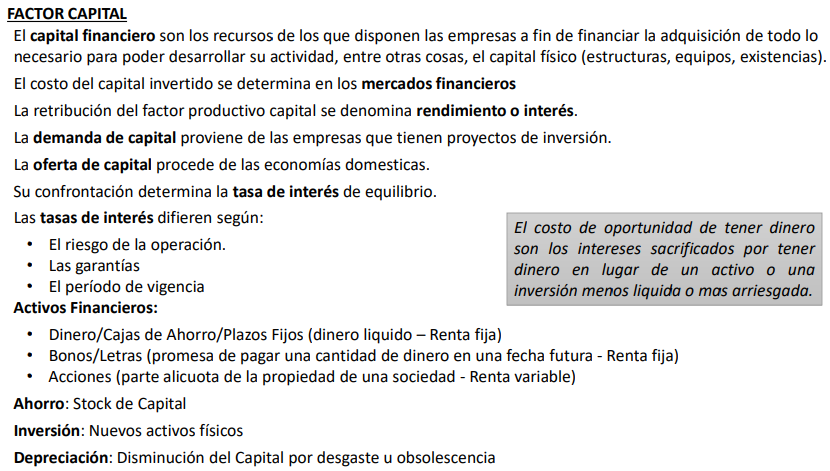 FACTOR CAPITAL
El capital financiero son los recursos de los que disponen las empresas a fin de financiar la adquisición de todo lo
necesario para poder desarrollar su actividad, entre otras cosas, el capital físico (estructuras, equipos, existencias).
El costo del capital invertido se determina en los mercados financieros
La retribución del factor productivo capital se denomina rendimiento o interés.
La demanda de capital proviene de las empresas que tienen proyectos de inversión.
La oferta de capital procede de las economías domesticas.
Su confrontación determina la tasa de interés de equilibrio.
Las tasas de interés difieren según:
• El riesgo de la operación.
• Las garantías
• El período de vigencia
El costo de oportunidad de tener dinero
son los intereses sacrificados por tener
dinero en lugar de un activo o una
inversión menos liquida o mas arriesgada.
Activos Financieros:
• Dinero/Cajas de Ahorro/Plazos Fijos (dinero liquido – Renta fija)
• Bonos/Letras (promesa de pagar una cantidad de dinero en una fecha futura - Renta fija)
• Acciones (parte alicuota de la propiedad de una sociedad - Renta variable)
Ahorro: Stock de Capital
Inversión: Nuevos activos físicos
Depreciación: Disminución del Capital por desgaste u obsolescencia